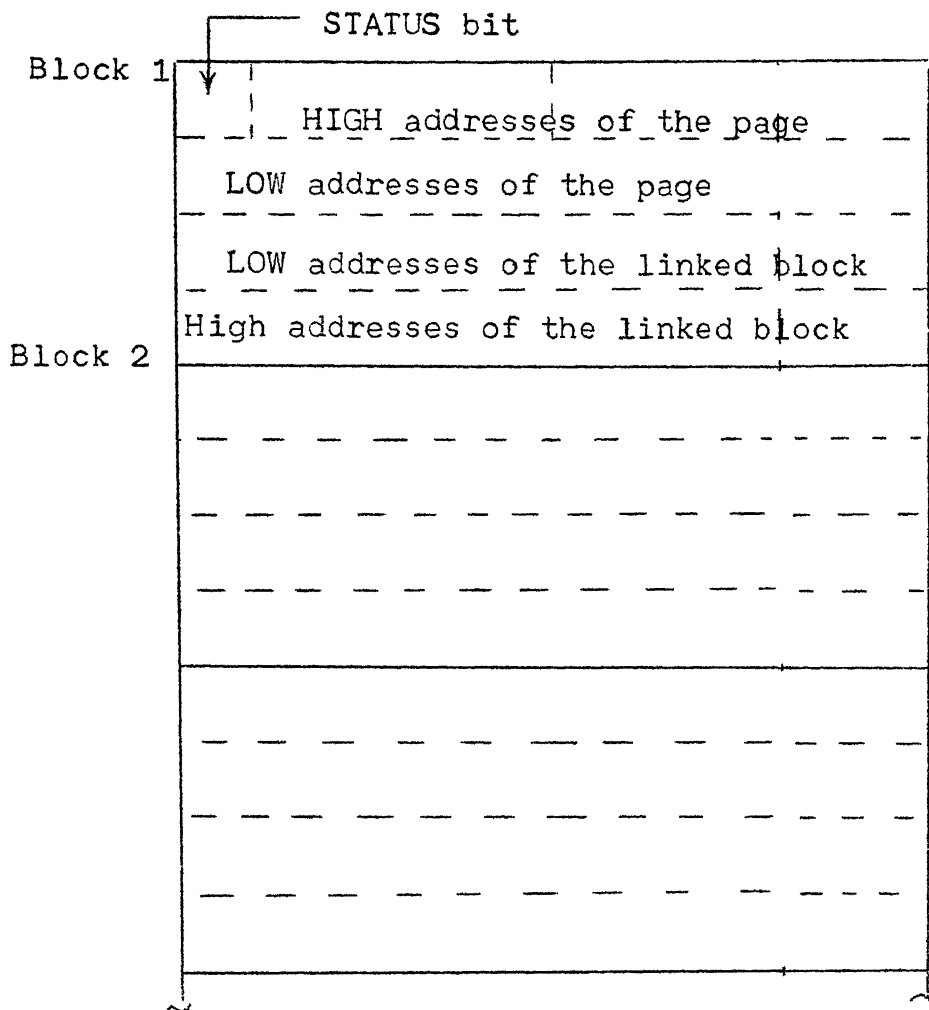 STATUS bit
Block 1
HIGH addresses of the page
LOW addresses of the page
LOW addresses of the linked block
High addresses of the linked block
Block 2